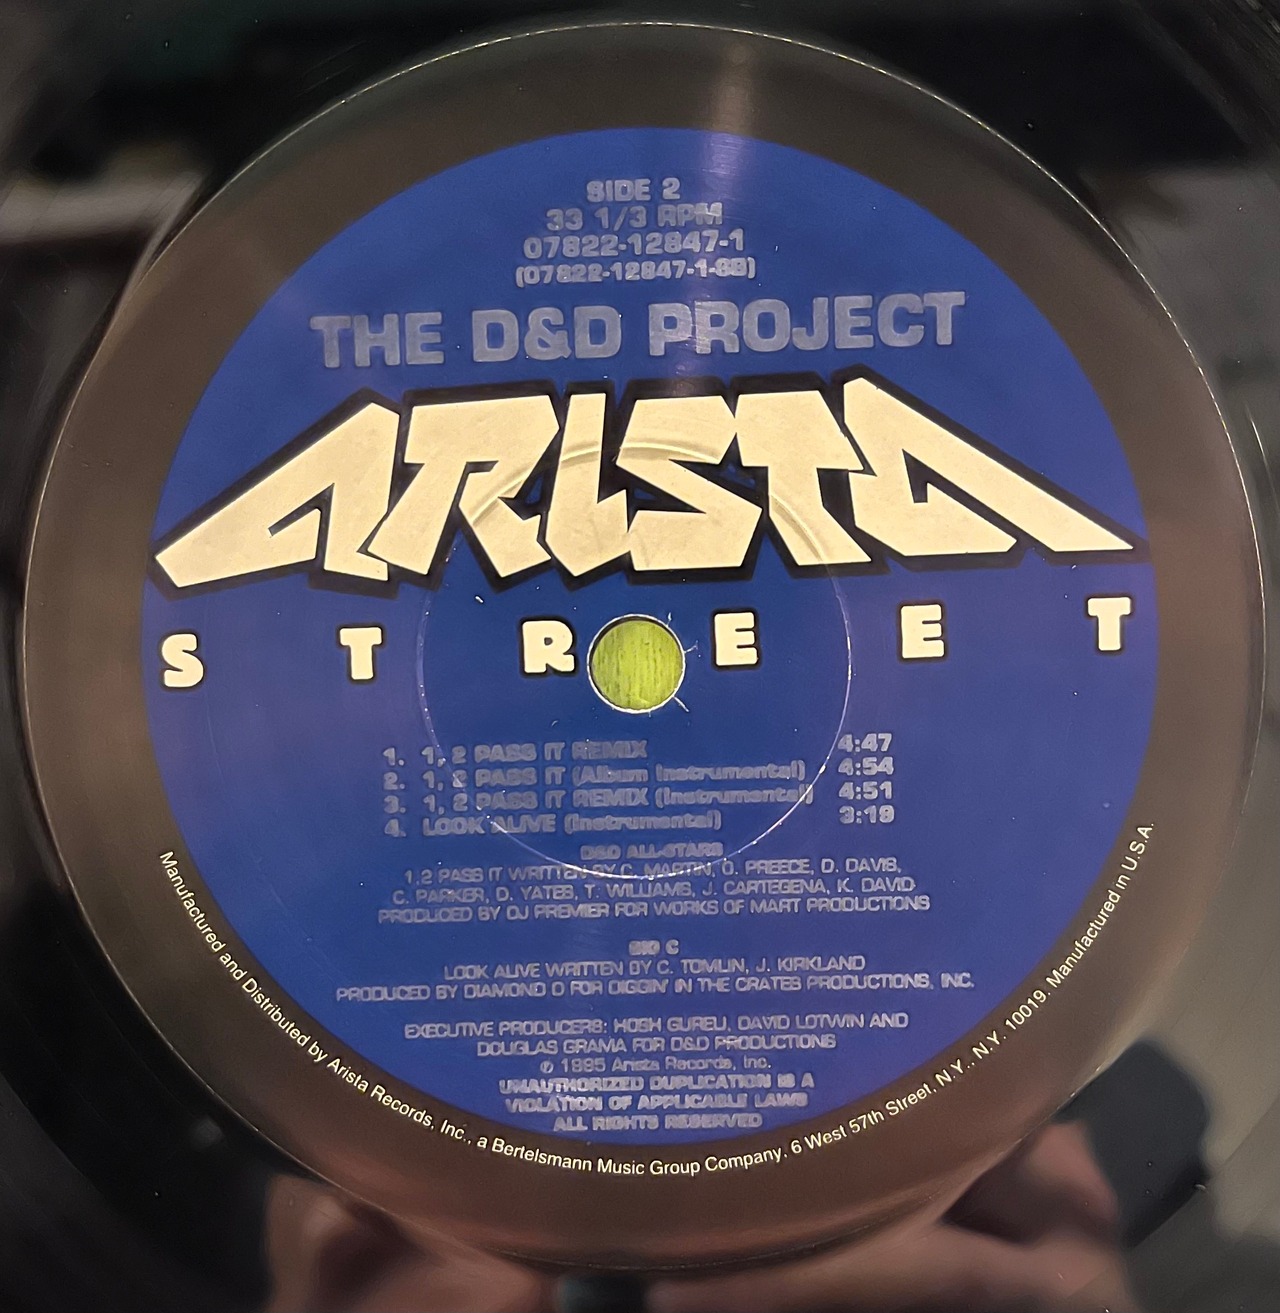 SIDE 2
33 1/3 RPM
07822-12847-1
(07822-12847-1-SB)
THE D&D PROJECT
ARISTA
STREET
1. 1, 2 PASS IT REMIX 4:47
2. 1, 2 PASS IT (Album Instrumental) 4:54
3. 1, 2 PASS IT REMIX (Instrumental) 4:51
4. LOOK ALIVE (Instrumental) 3:19
D&D ALL-STARS
1,2 PASS IT WRITTEN BY C. MARTIN, O. PREECE, D. DAVIS,
C. PARKER, D. YATES, T. WILLIAMS, J. CARTEGENA, K. DAVID
PRODUCED BY DJ PREMIER FOR WORKS OF MART PRODUCTIONS
BIG C
LOOK ALIVE WRITTEN BY C. TOMLIN, J. KIRKLAND
PRODUCED BY DIAMOND D FOR DIGGIN' IN THE CRATES PRODUCTIONS, INC.
EXECUTIVE PRODUCERS: HOSH GURELI, DAVID LOTWIN AND
DOUGLAS GRAMA FOR D&D PRODUCTIONS
℗ 1995 Arista Records, Inc.
UNAUTHORIZED DUPLICATION IS A
VIOLATION OF APPLICABLE LAWS
ALL RIGHTS RESERVED
Manufactured and Distributed by Arista Records, Inc., a Bertelsmann Music Group Company. 6 West 57th Street, N.Y., N.Y. 10019. Manufactured in U.S.A.